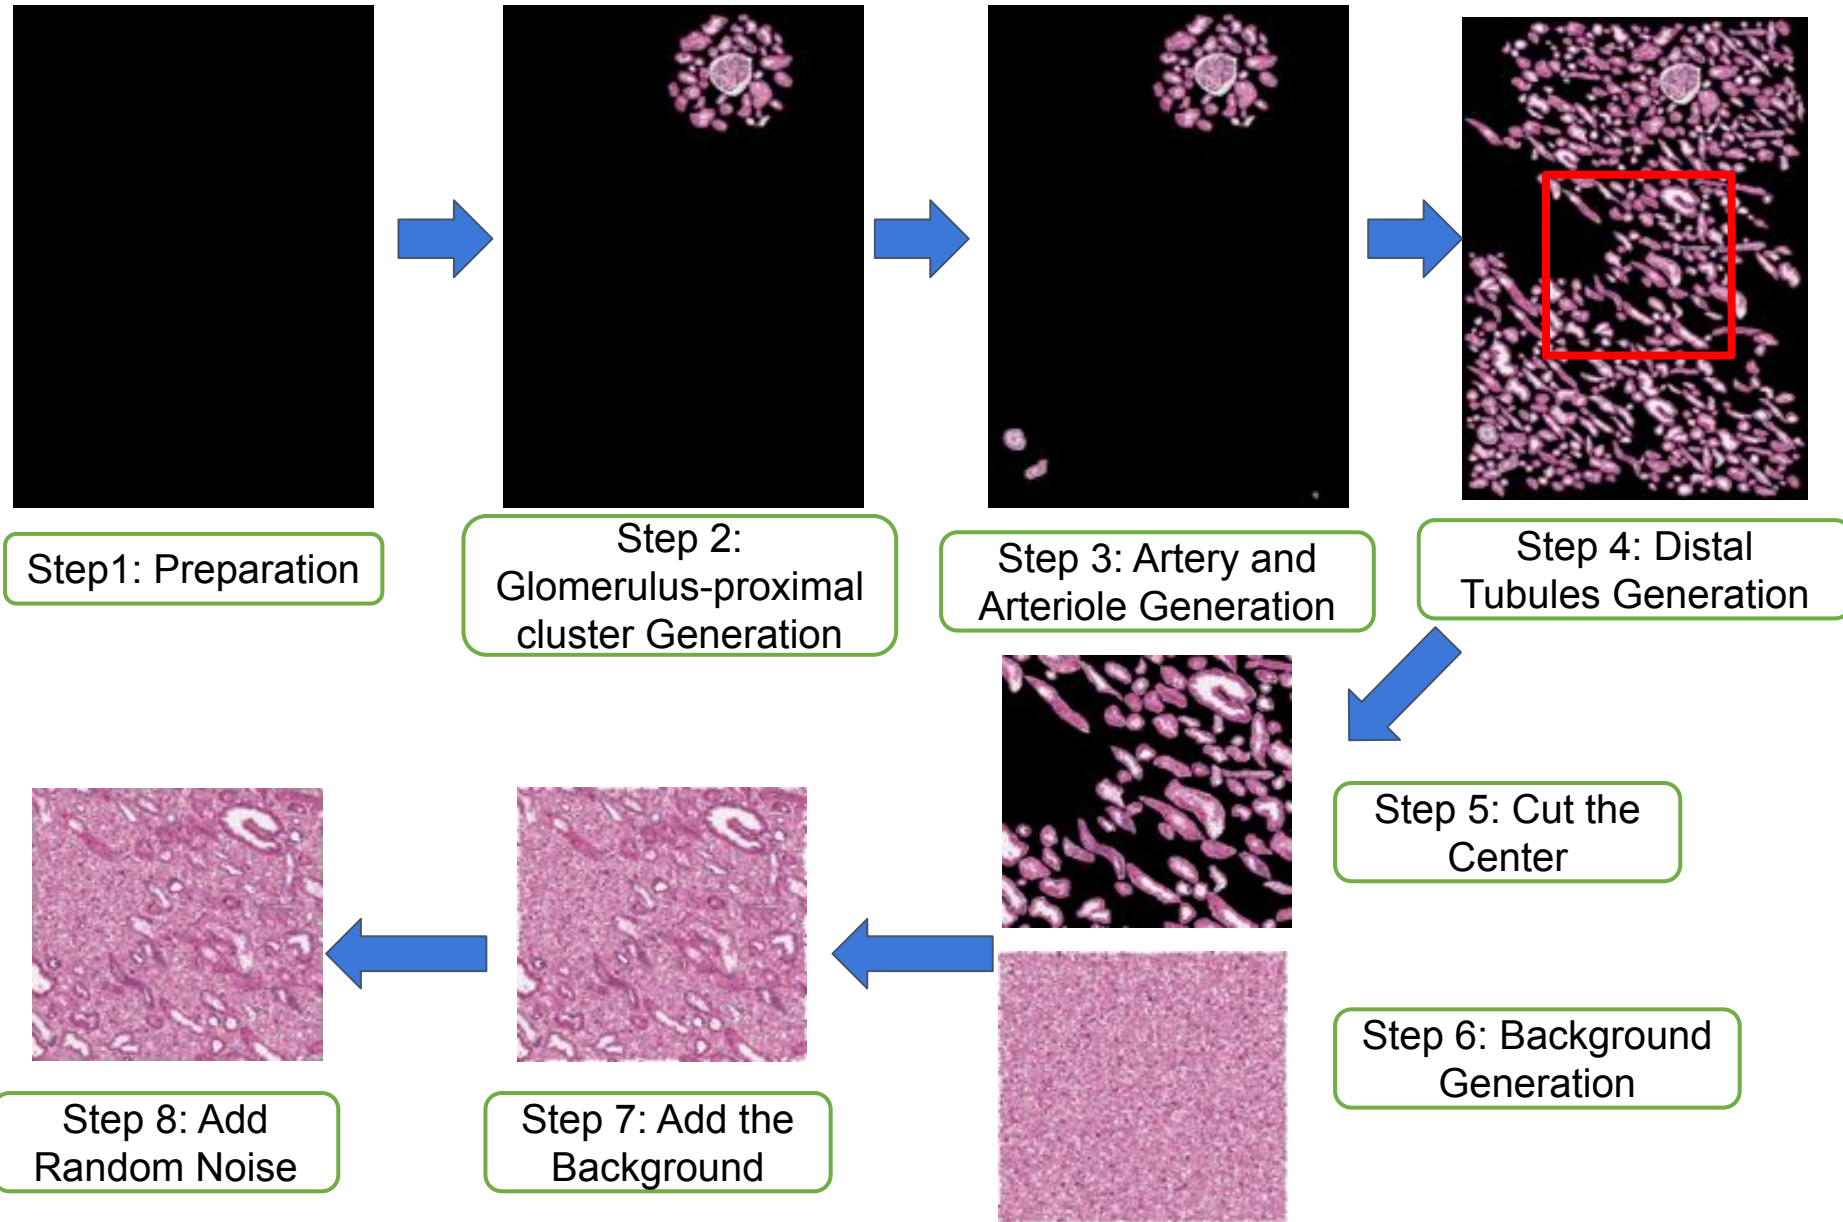 Step1: Preparation
Step 2:
Glomerulus-proximal
cluster Generation
Step 3: Artery and
Arteriole Generation
Step 4: Distal
Tubules Generation
Step 5: Cut the
Center
Step 6: Background
Generation
Step 7: Add the
Background
Step 8: Add
Random Noise